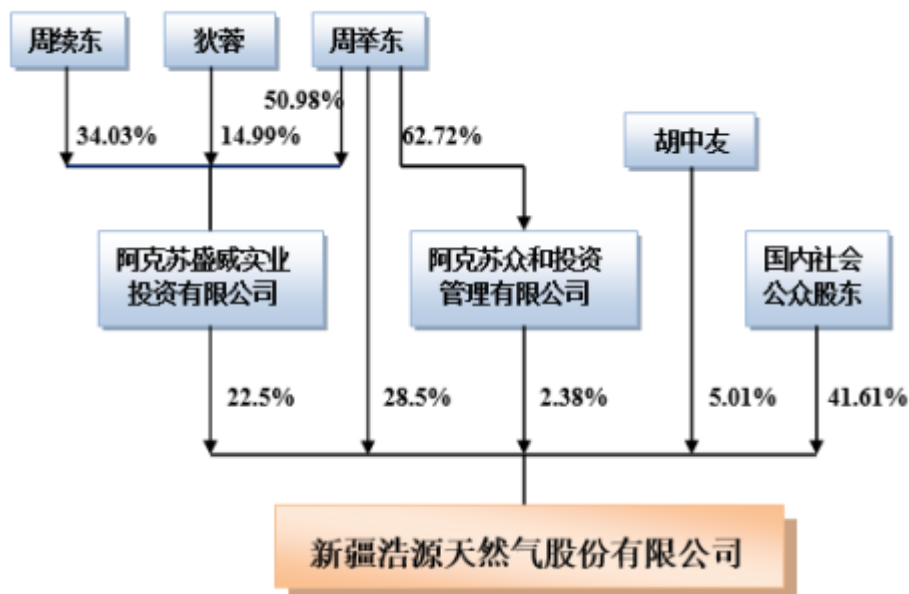 周续东
狄蓉
周举东
50.98%
34.03%
14.99%
62.72%
胡中友
阿克苏盛威实业
投资有限公司
阿克苏众和投资
管理有限公司
国内社会
公众股东
22.5%
28.5%
2.38%
5.01%
41.61%
新疆浩源天然气股份有限公司